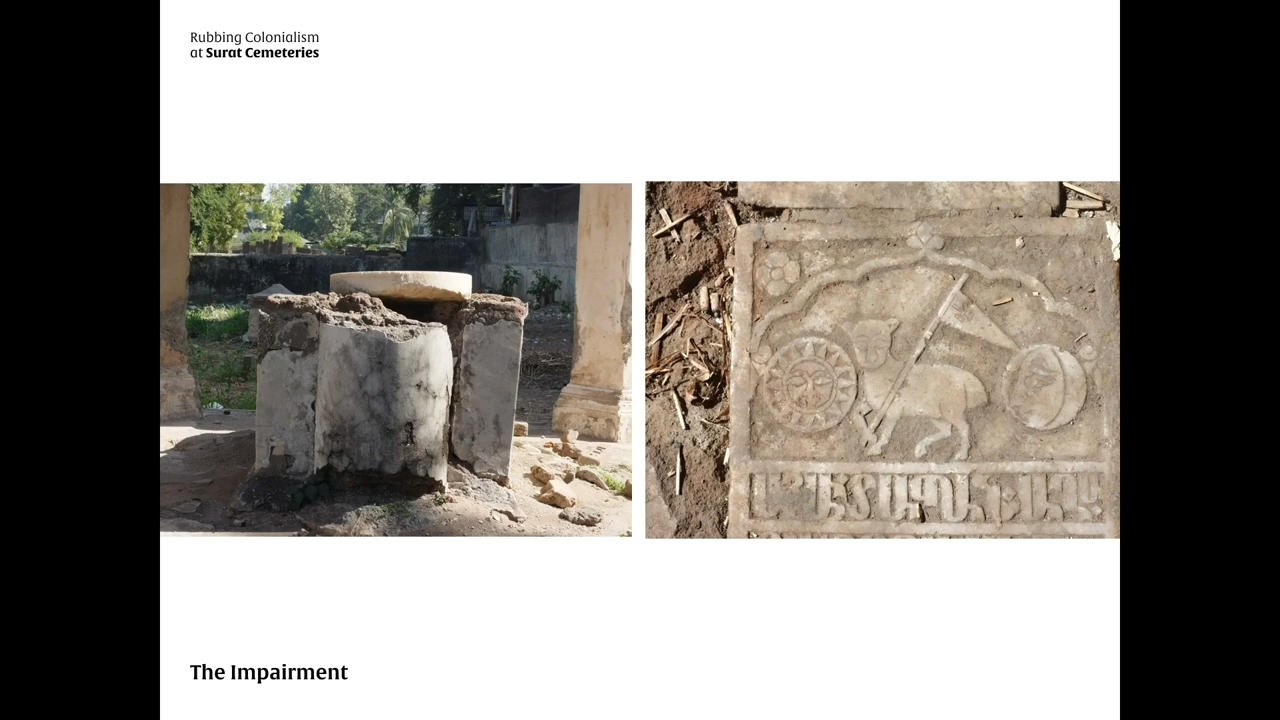 Rubbing Colonialism
at Surat Cemeteries
The Impairment